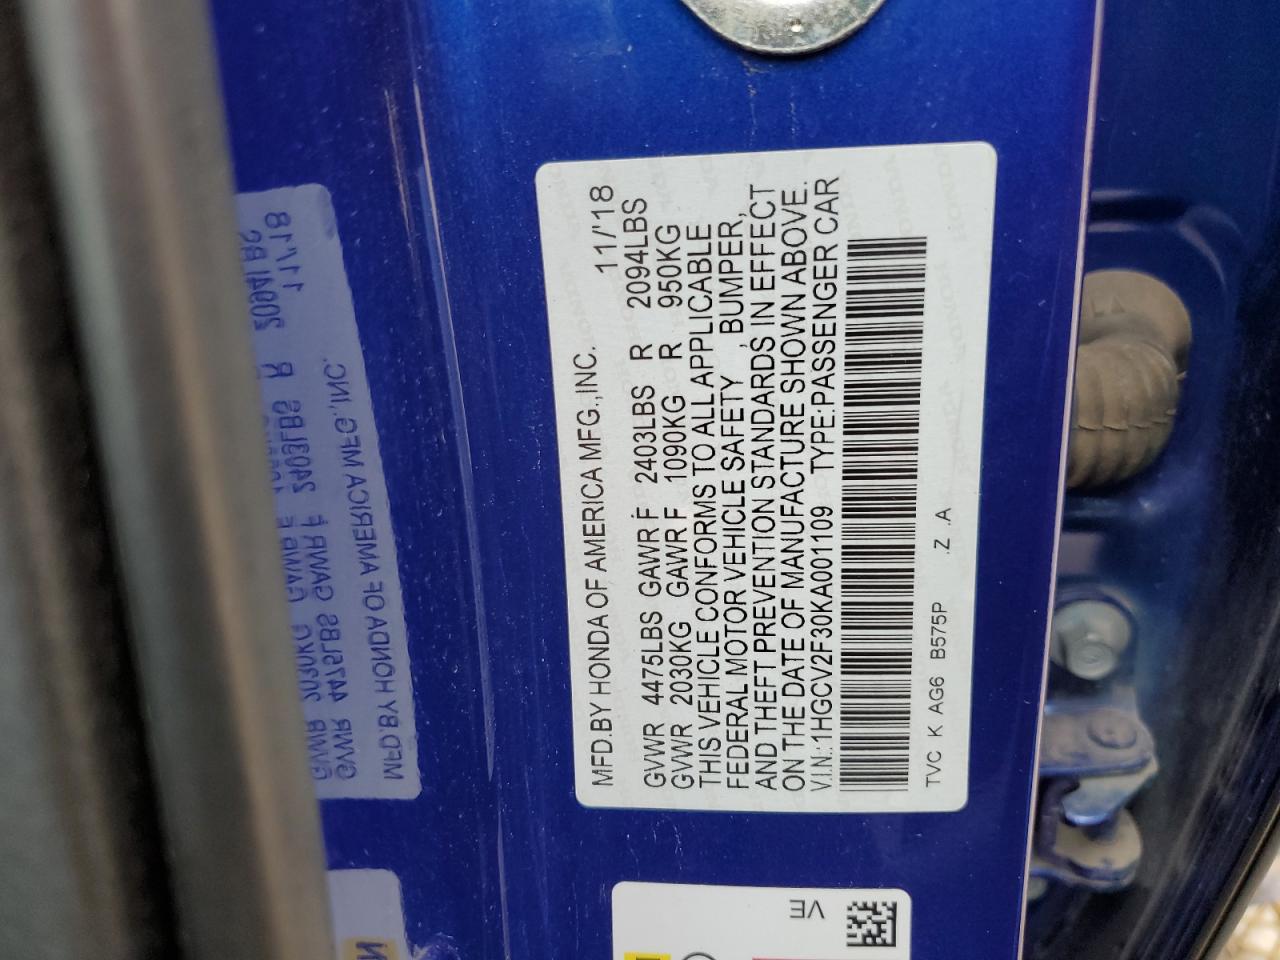 MFD.BY HONDA OF AMERICA MFG.,INC. 11/'18
GVWR 4475LBS GAWR F 2403LBS R 2094LBS
GVWR 2030KG GAWR F 1090KG R 950KG
THIS VEHICLE CONFORMS TO ALL APPLICABLE
FEDERAL MOTOR VEHICLE SAFETY ,BUMPER,
AND THEFT PREVENTION STANDARDS IN EFFECT
ON THE DATE OF MANUFACTURE SHOWN ABOVE.
V.I.N.:1HGCV2F30KA001109 TYPE:PASSENGER CAR
TVC K AG6 B575P .Z .A
VE